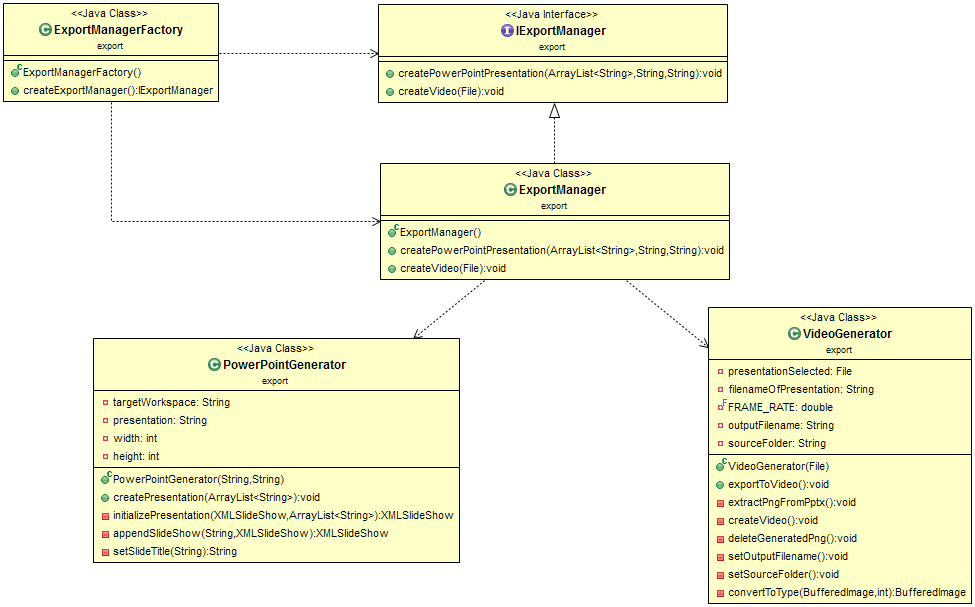 <<Java Class>>
C ExportManagerFactory
export
C ExportManagerFactory()
createExportManager():IExportManager
<<Java Interface>>
I IExportManager
export
createPowerPointPresentation(ArrayList<String>,String,String):void
createVideo(File):void
<<Java Class>>
C ExportManager
export
C ExportManager()
createPowerPointPresentation(ArrayList<String>,String,String):void
createVideo(File):void
<<Java Class>>
C PowerPointGenerator
export
targetWorkspace: String
presentation: String
width: int
height: int
C PowerPointGenerator(String,String)
createPresentation(ArrayList<String>):void
initializePresentation(XMLSlideShow,ArrayList<String>):XMLSlideShow
appendSlideShow(String,XMLSlideShow):XMLSlideShow
setSlideTitle(String):String
<<Java Class>>
C VideoGenerator
export
presentationSelected: File
filenameOfPresentation: String
F FRAME_RATE: double
outputFilename: String
sourceFolder: String
C VideoGenerator(File)
exportToVideo():void
extractPngFromPptx():void
createVideo():void
deleteGeneratedPng():void
setOutputFilename():void
setSourceFolder():void
convertToType(BufferedImage,int):BufferedImage